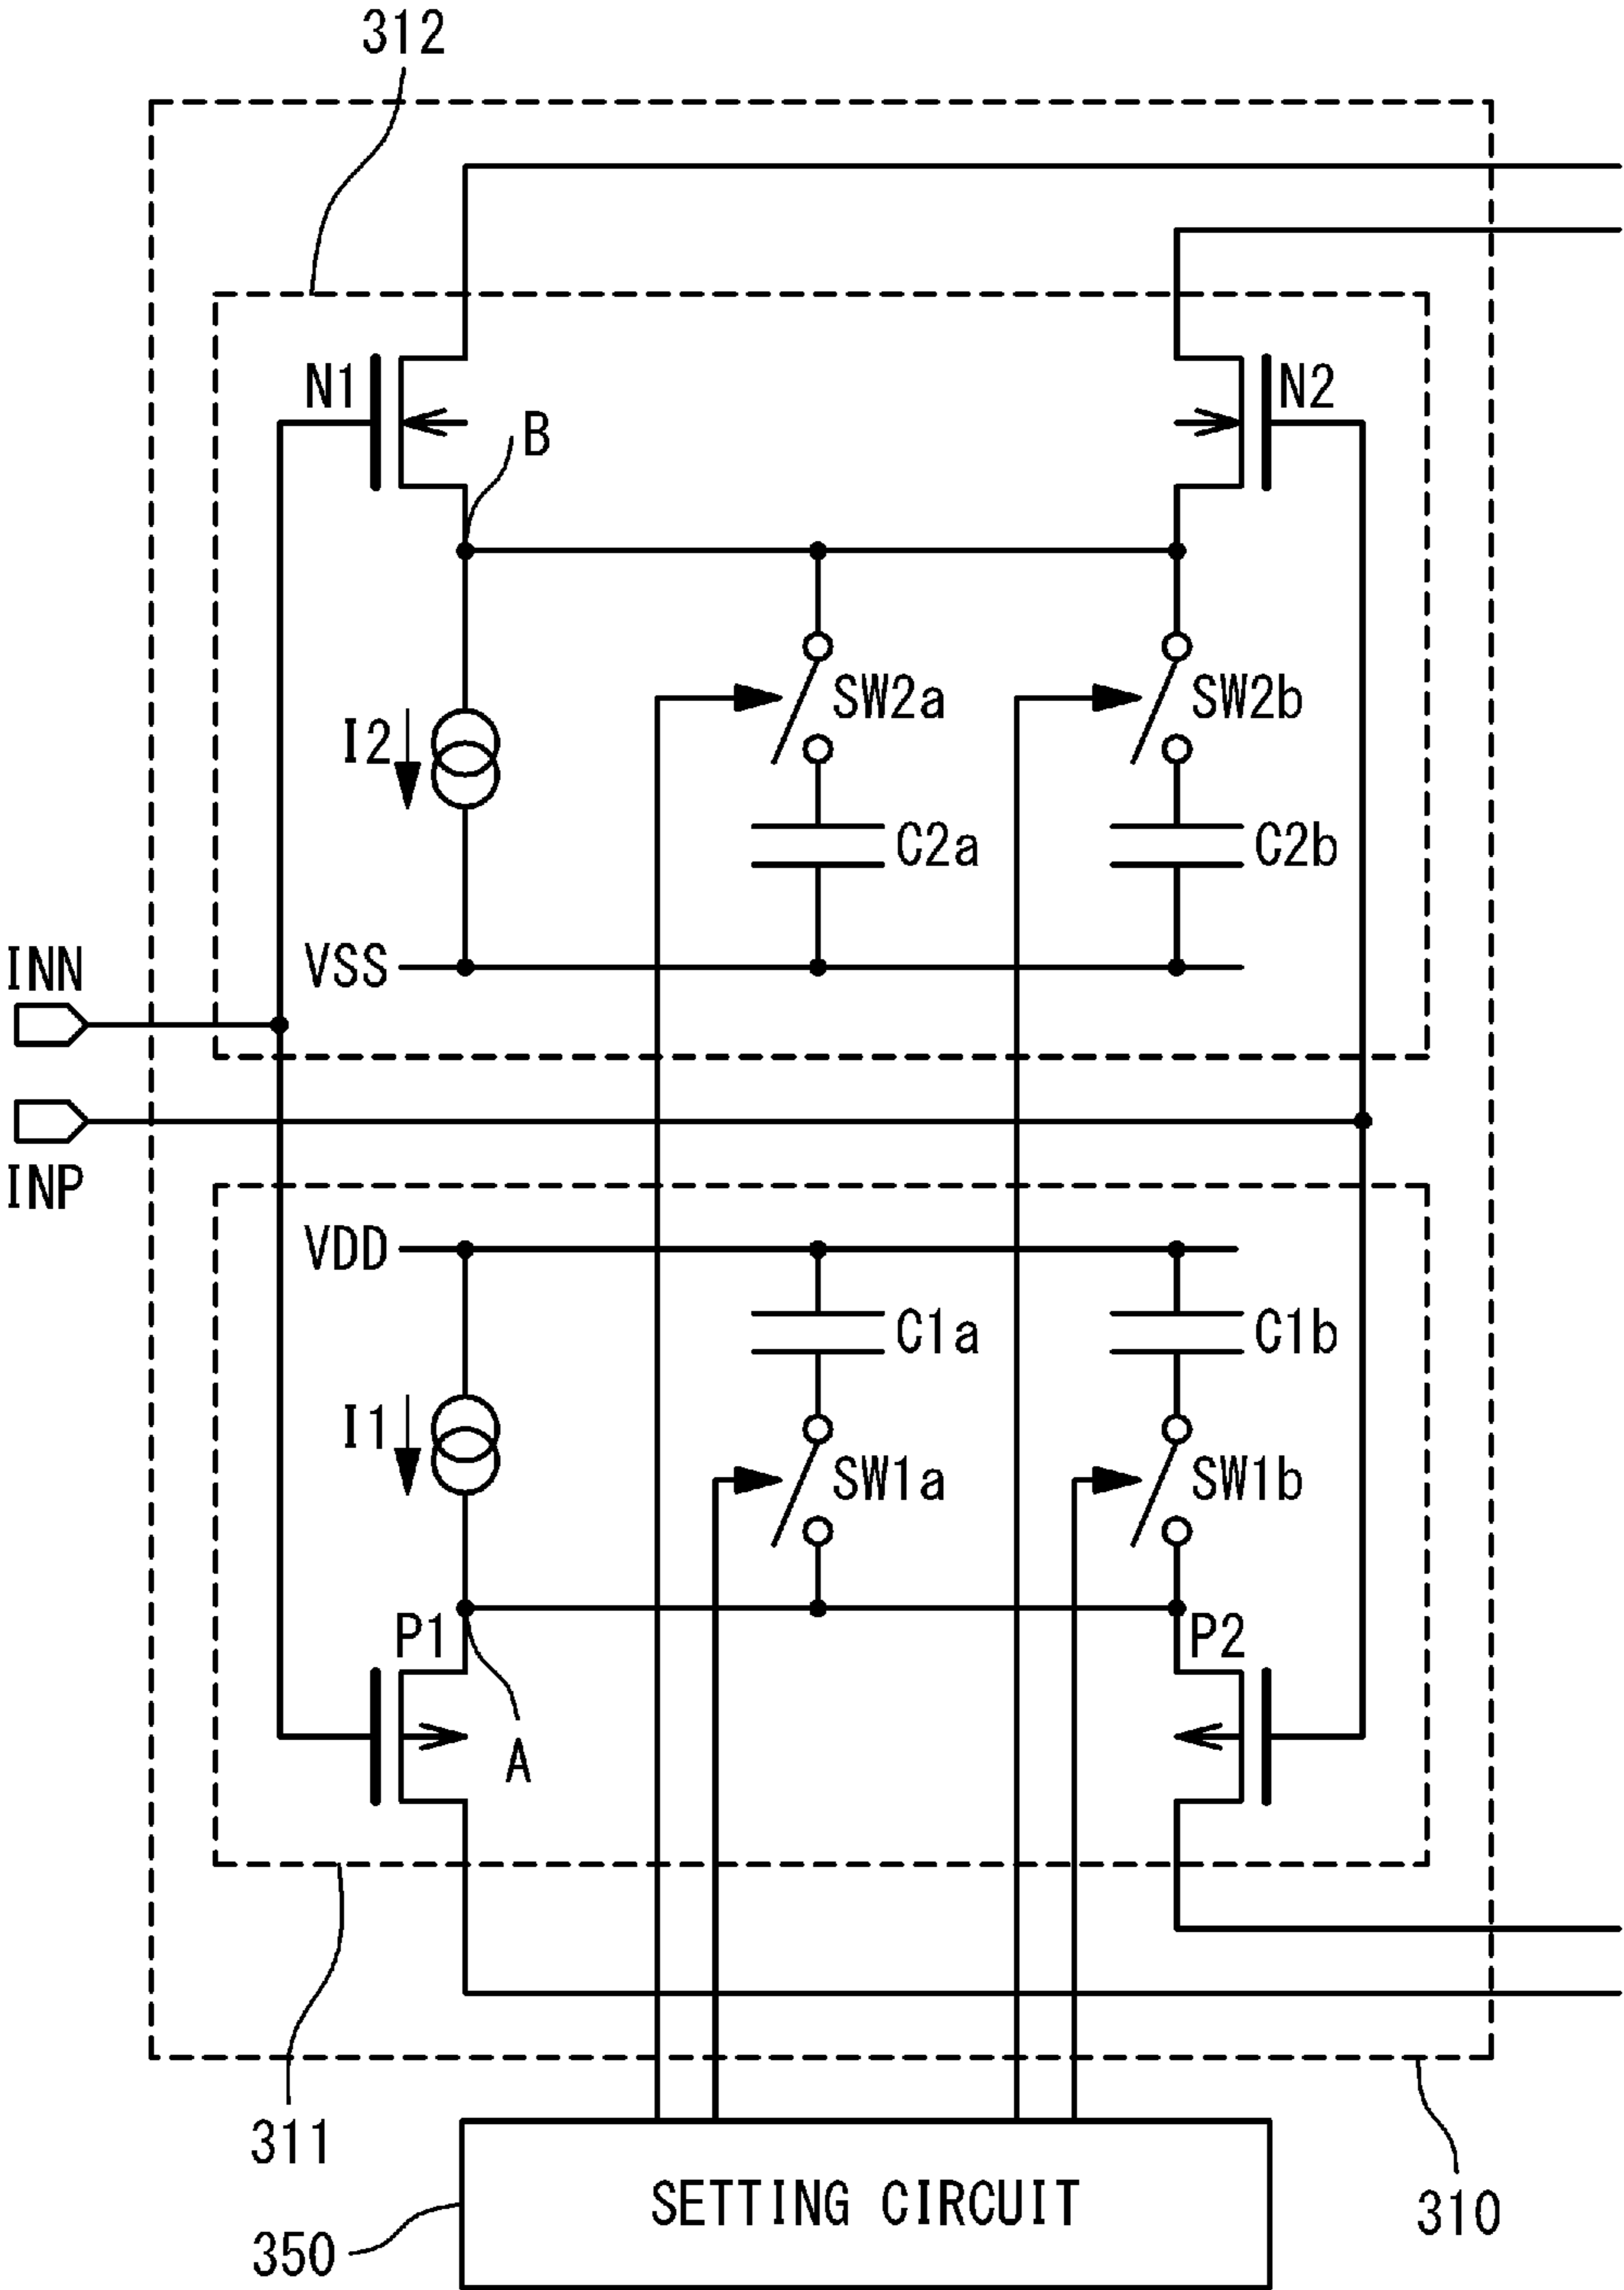 312
N1
N2
B
SW2a
SW2b
I2
C2a
C2b
VSS
INN
INP
VDD
C1a
C1b
I1
SW1a
SW1b
P1
P2
A
311
SETTING CIRCUIT
310
350